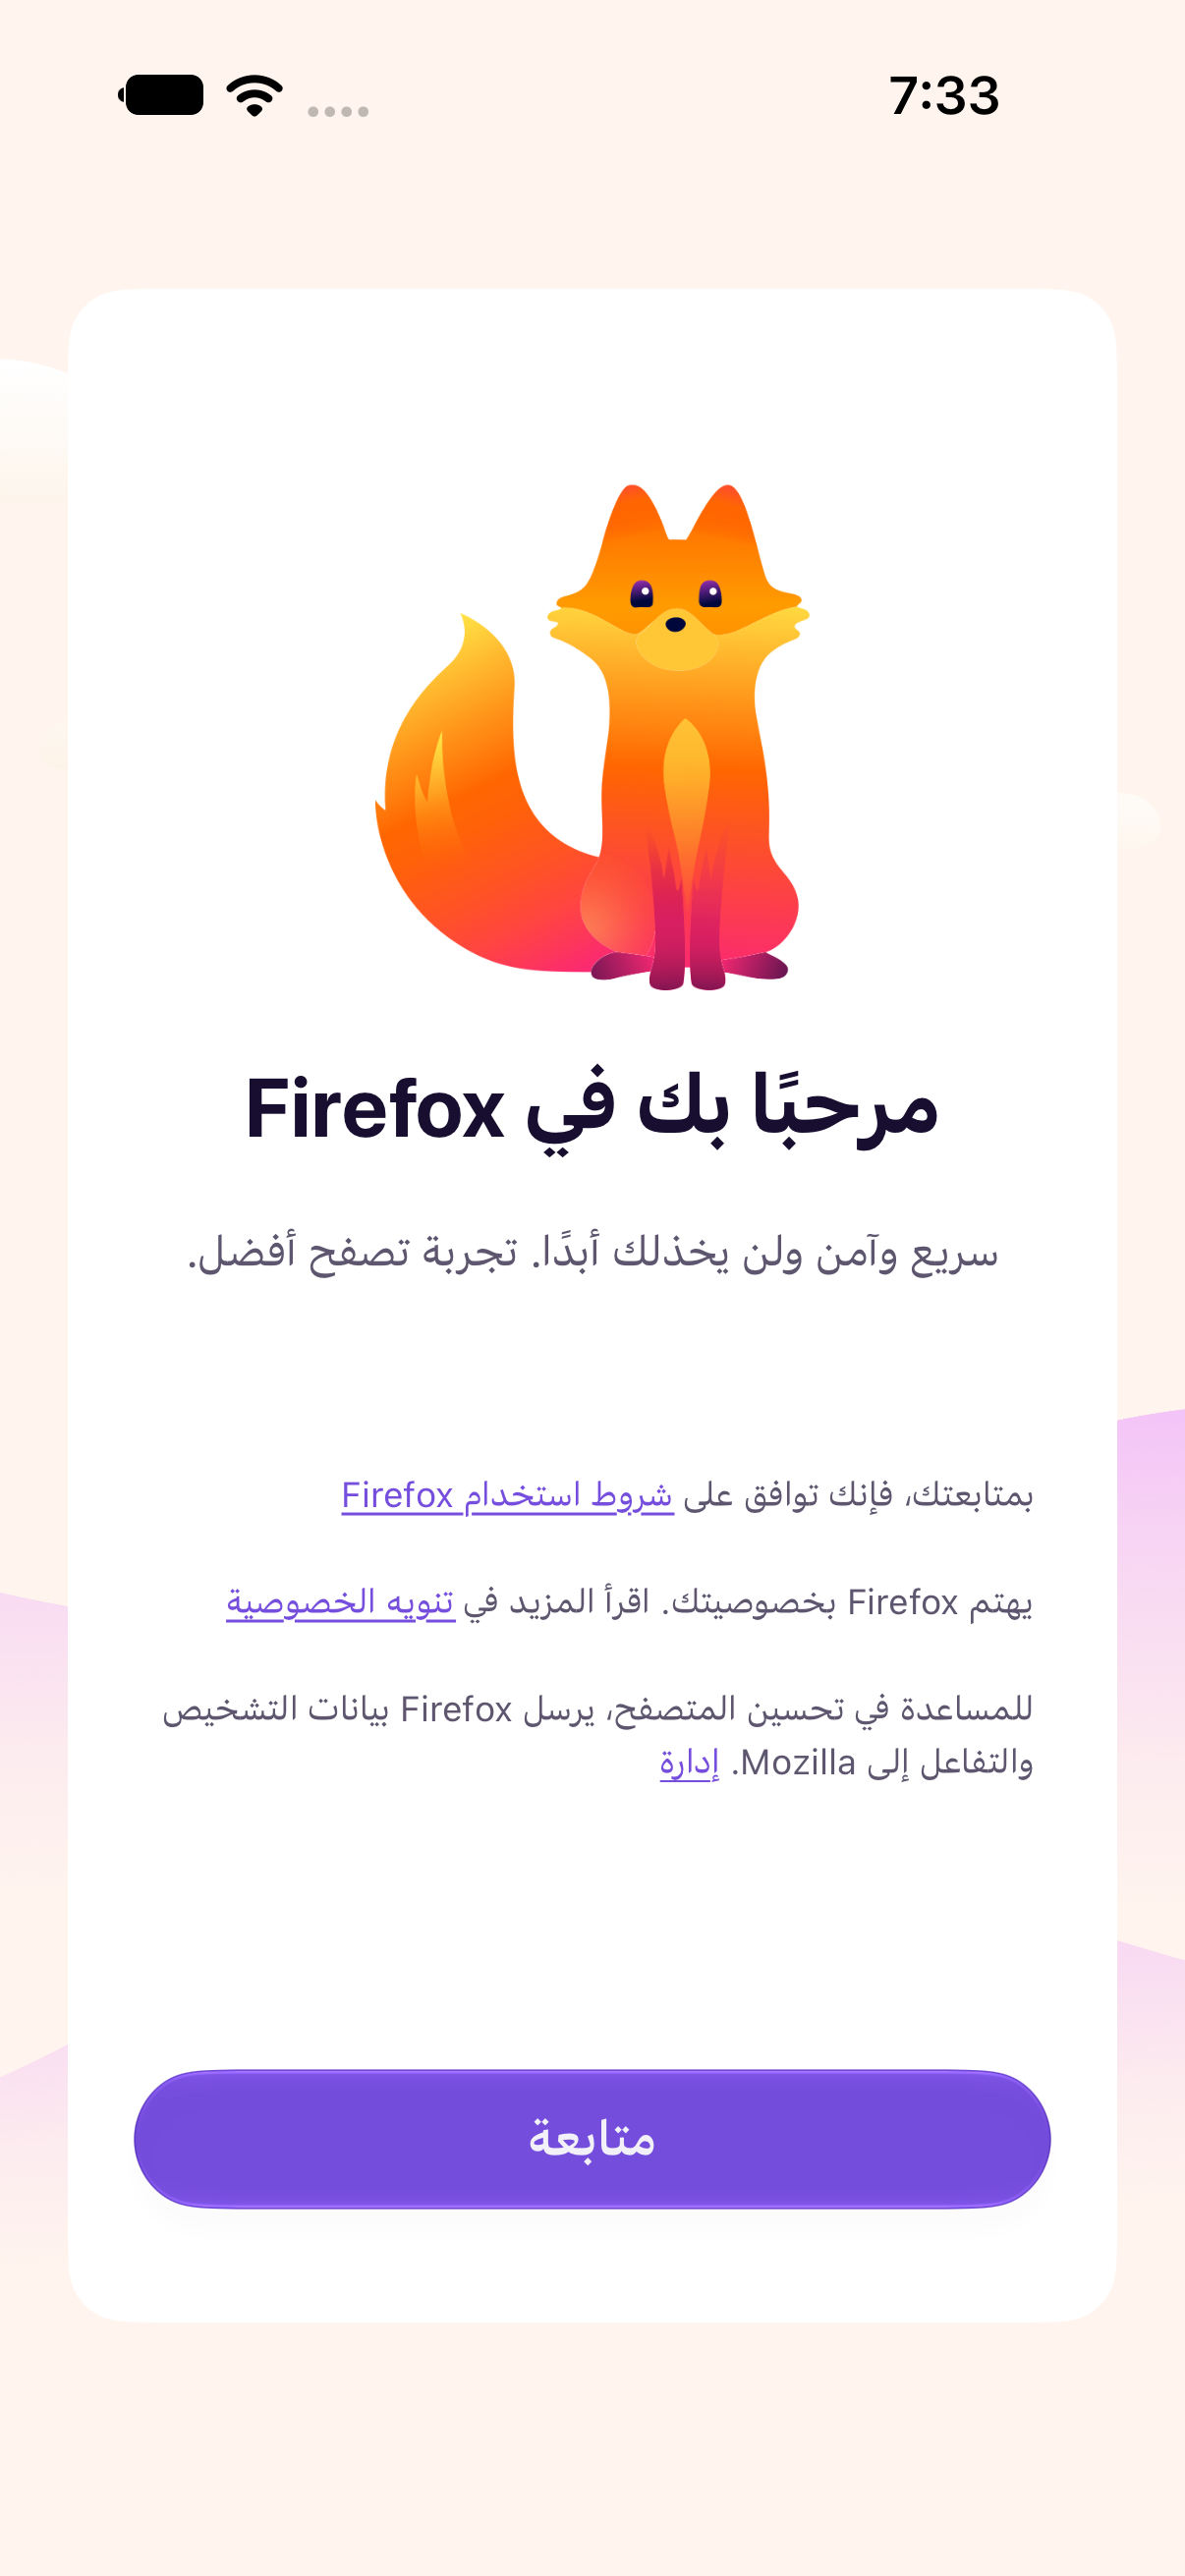 7:33
مرحبًا بك في Firefox
سريع وآمن ولن يخذلك أبدًا. تجربة تصفح أفضل.
بمتابعتك، فإنك توافق على شروط استخدام Firefox
يهتم Firefox بخصوصيتك. اقرأ المزيد في تنويه الخصوصية
للمساعدة في تحسين المتصفح، يرسل Firefox بيانات التشخيص
والتفاعل إلى Mozilla. إدارة
متابعة